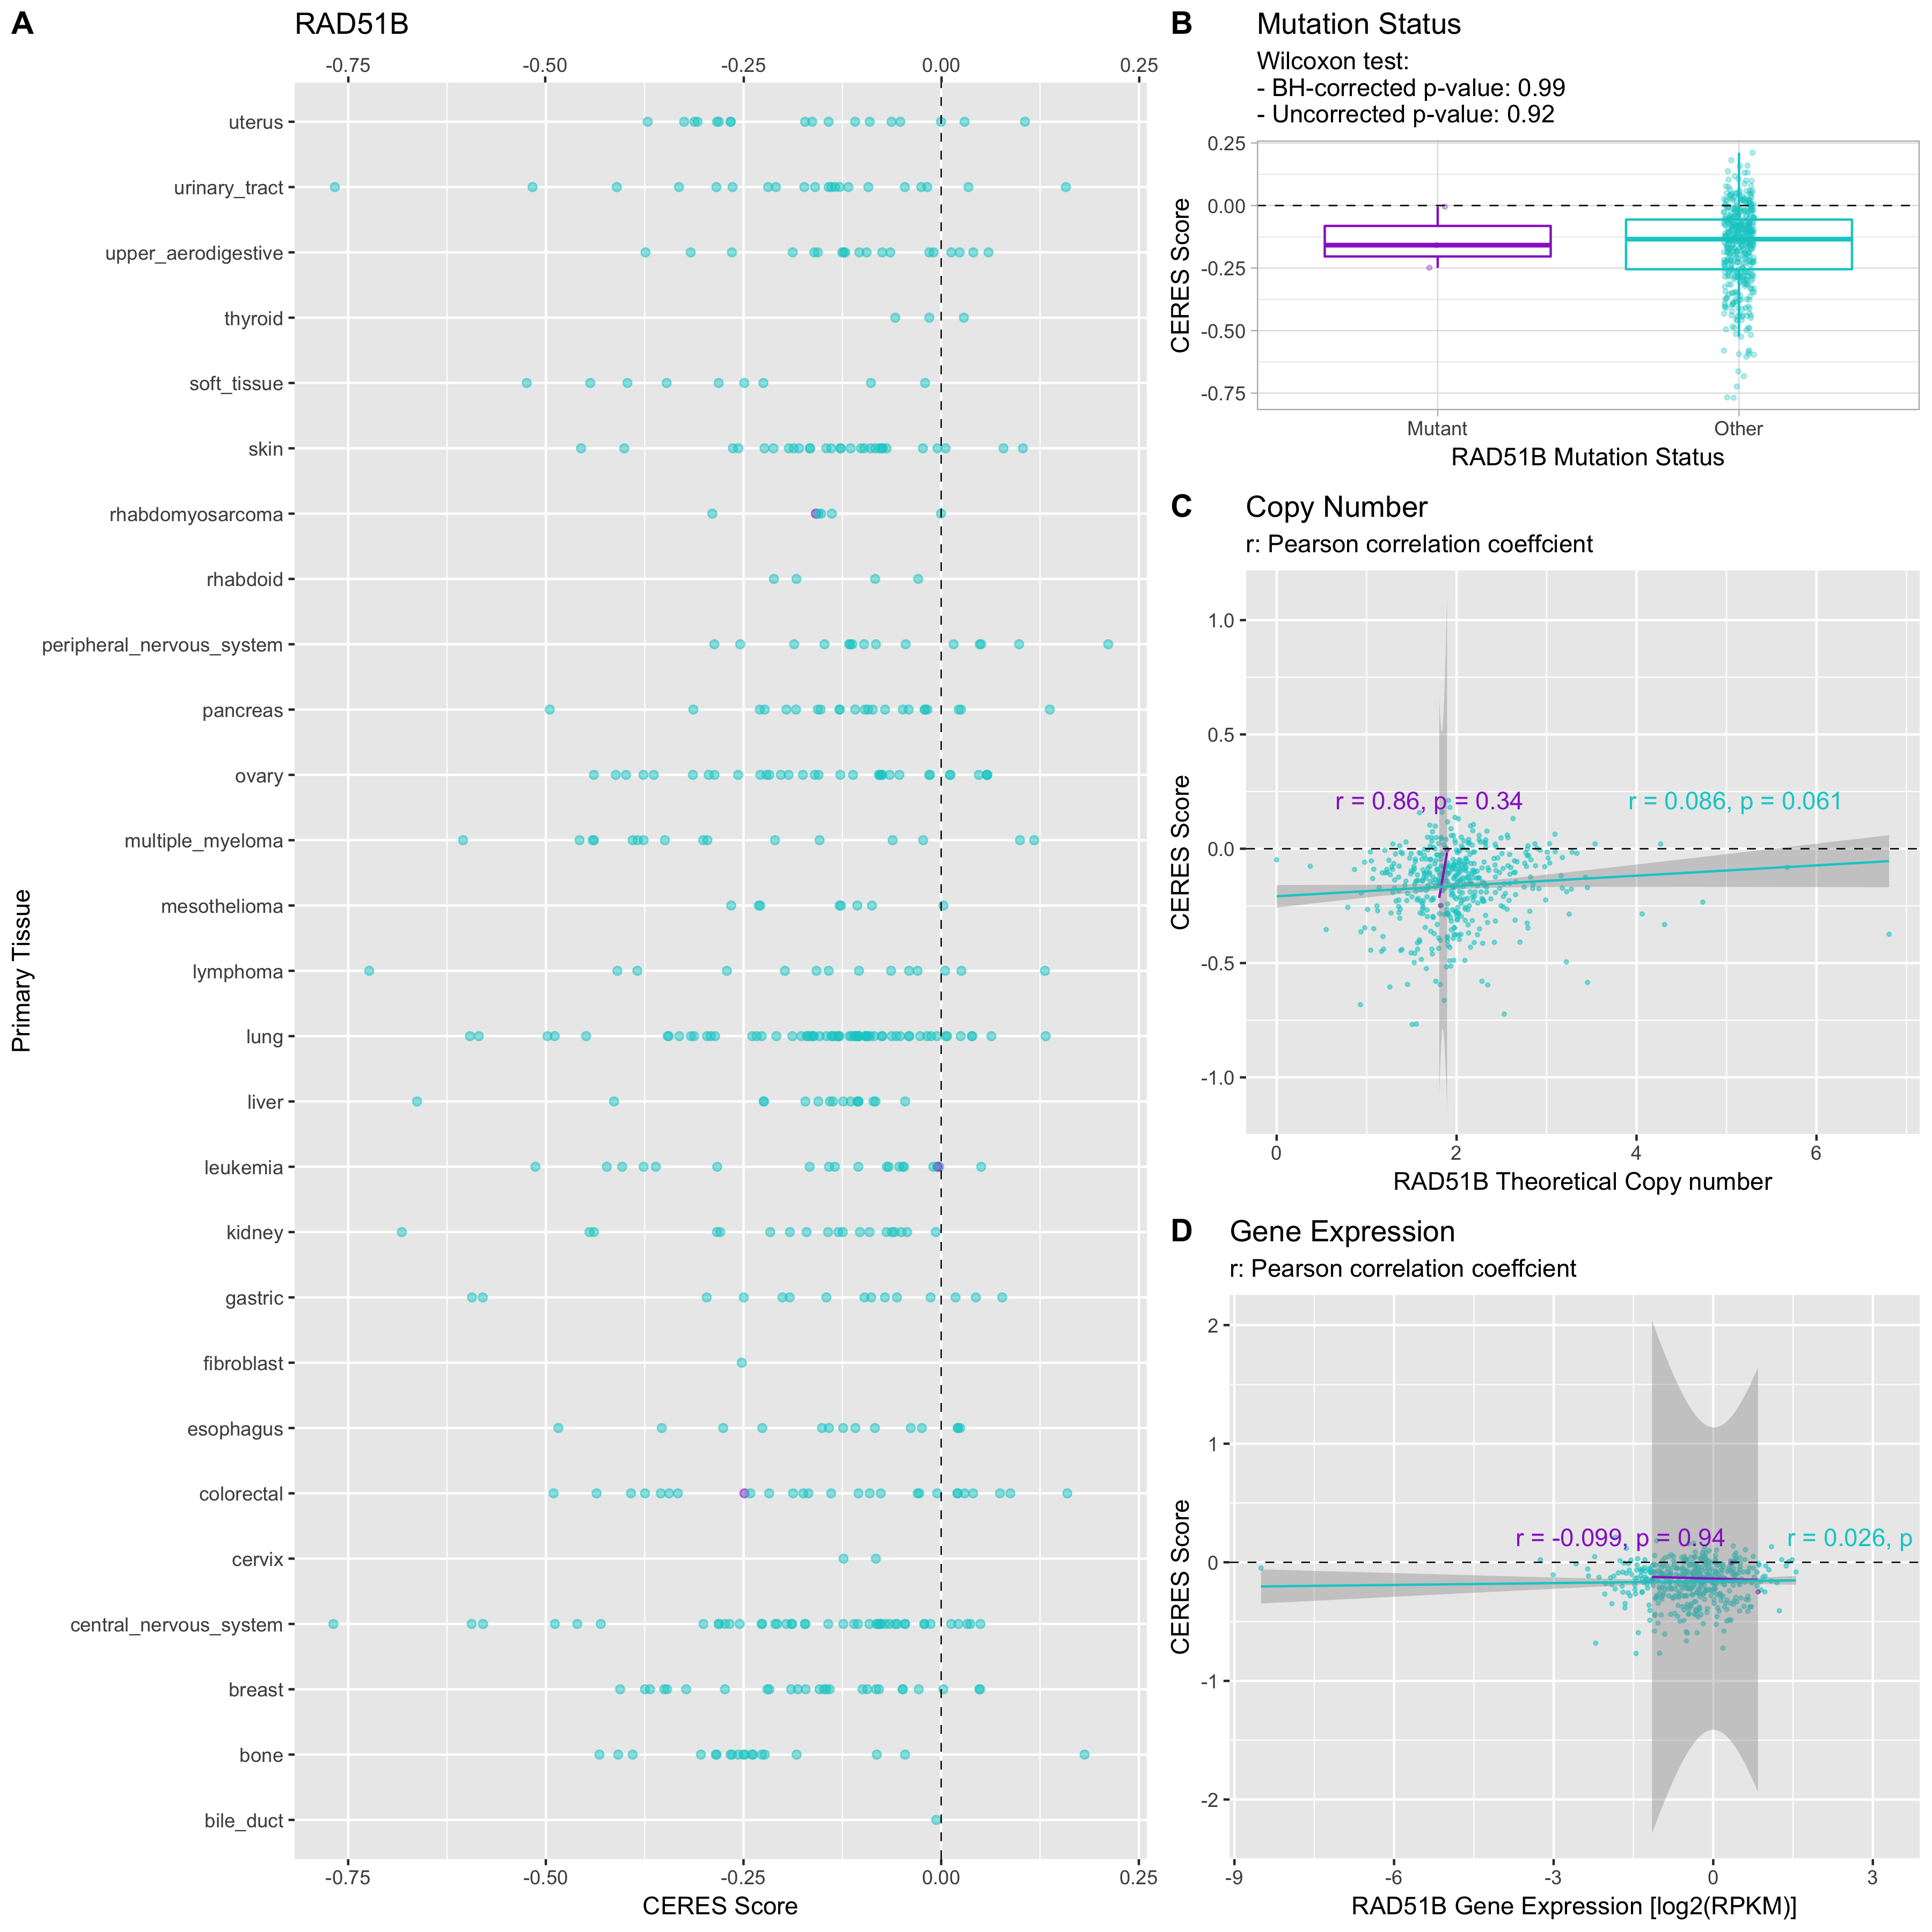 A
RAD51B
-0.75 -0.50 -0.25 0.00 0.25
Primary Tissue
uterus
urinary_tract
upper_aerodigestive
thyroid
soft_tissue
skin
rhabdomyosarcoma
rhabdoid
peripheral_nervous_system
pancreas
ovary
multiple_myeloma
mesothelioma
lymphoma
lung
liver
leukemia
kidney
gastric
fibroblast
esophagus
colorectal
cervix
central_nervous_system
breast
bone
bile_duct
-0.75 -0.50 -0.25 0.00 0.25
CERES Score
B
Mutation Status
Wilcoxon test:
- BH-corrected p-value: 0.99
- Uncorrected p-value: 0.92
CERES Score
0.25
0.00
-0.25
-0.50
-0.75
Mutant Other
RAD51B Mutation Status
C
Copy Number
r: Pearson correlation coeffcient
CERES Score
1.0
0.5
0.0
-0.5
-1.0
r = 0.86, p = 0.34 r = 0.086, p = 0.061
0 2 4 6
RAD51B Theoretical Copy number
D
Gene Expression
r: Pearson correlation coeffcient
CERES Score
2
1
0
-1
-2
r = -0.099, p = 0.94 r = 0.026, p
-9 -6 -3 0 3
RAD51B Gene Expression [log2(RPKM)]